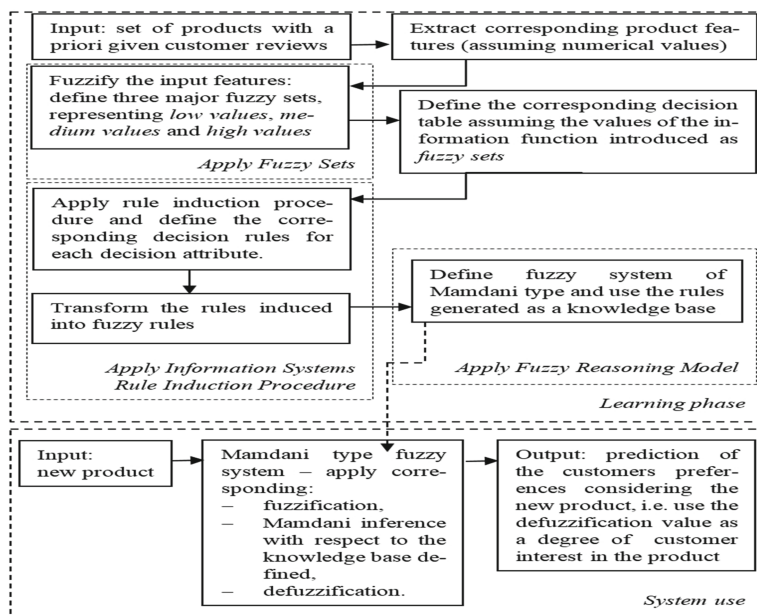 Input: set of products with a
priori given customer reviews
Extract corresponding product fea-
tures (assuming numerical values)
Fuzzify the input features:
define three major fuzzy sets,
representing low values, me-
dium values and high values
Apply Fuzzy Sets
Define the corresponding decision
table assuming the values of the in-
formation function introduced as
fuzzy sets
Apply rule induction proce-
dure and define the corre-
sponding decision rules for
each decision attribute.
Transform the rules induced
into fuzzy rules
Apply Information Systems
Rule Induction Procedure
Define fuzzy system of
Mamdani type and use the rules
generated as a knowledge base
Apply Fuzzy Reasoning Model
Learning phase
Input:
new product
Mamdani type fuzzy
system – apply corre-
sponding:
– fuzzification,
– Mamdani inference
with respect to the
knowledge base de-
fined,
– defuzzification.
Output: prediction of
the customers prefer-
ences considering the
new product, i.e. use the
defuzzification value as
a degree of customer
interest in the product
System use